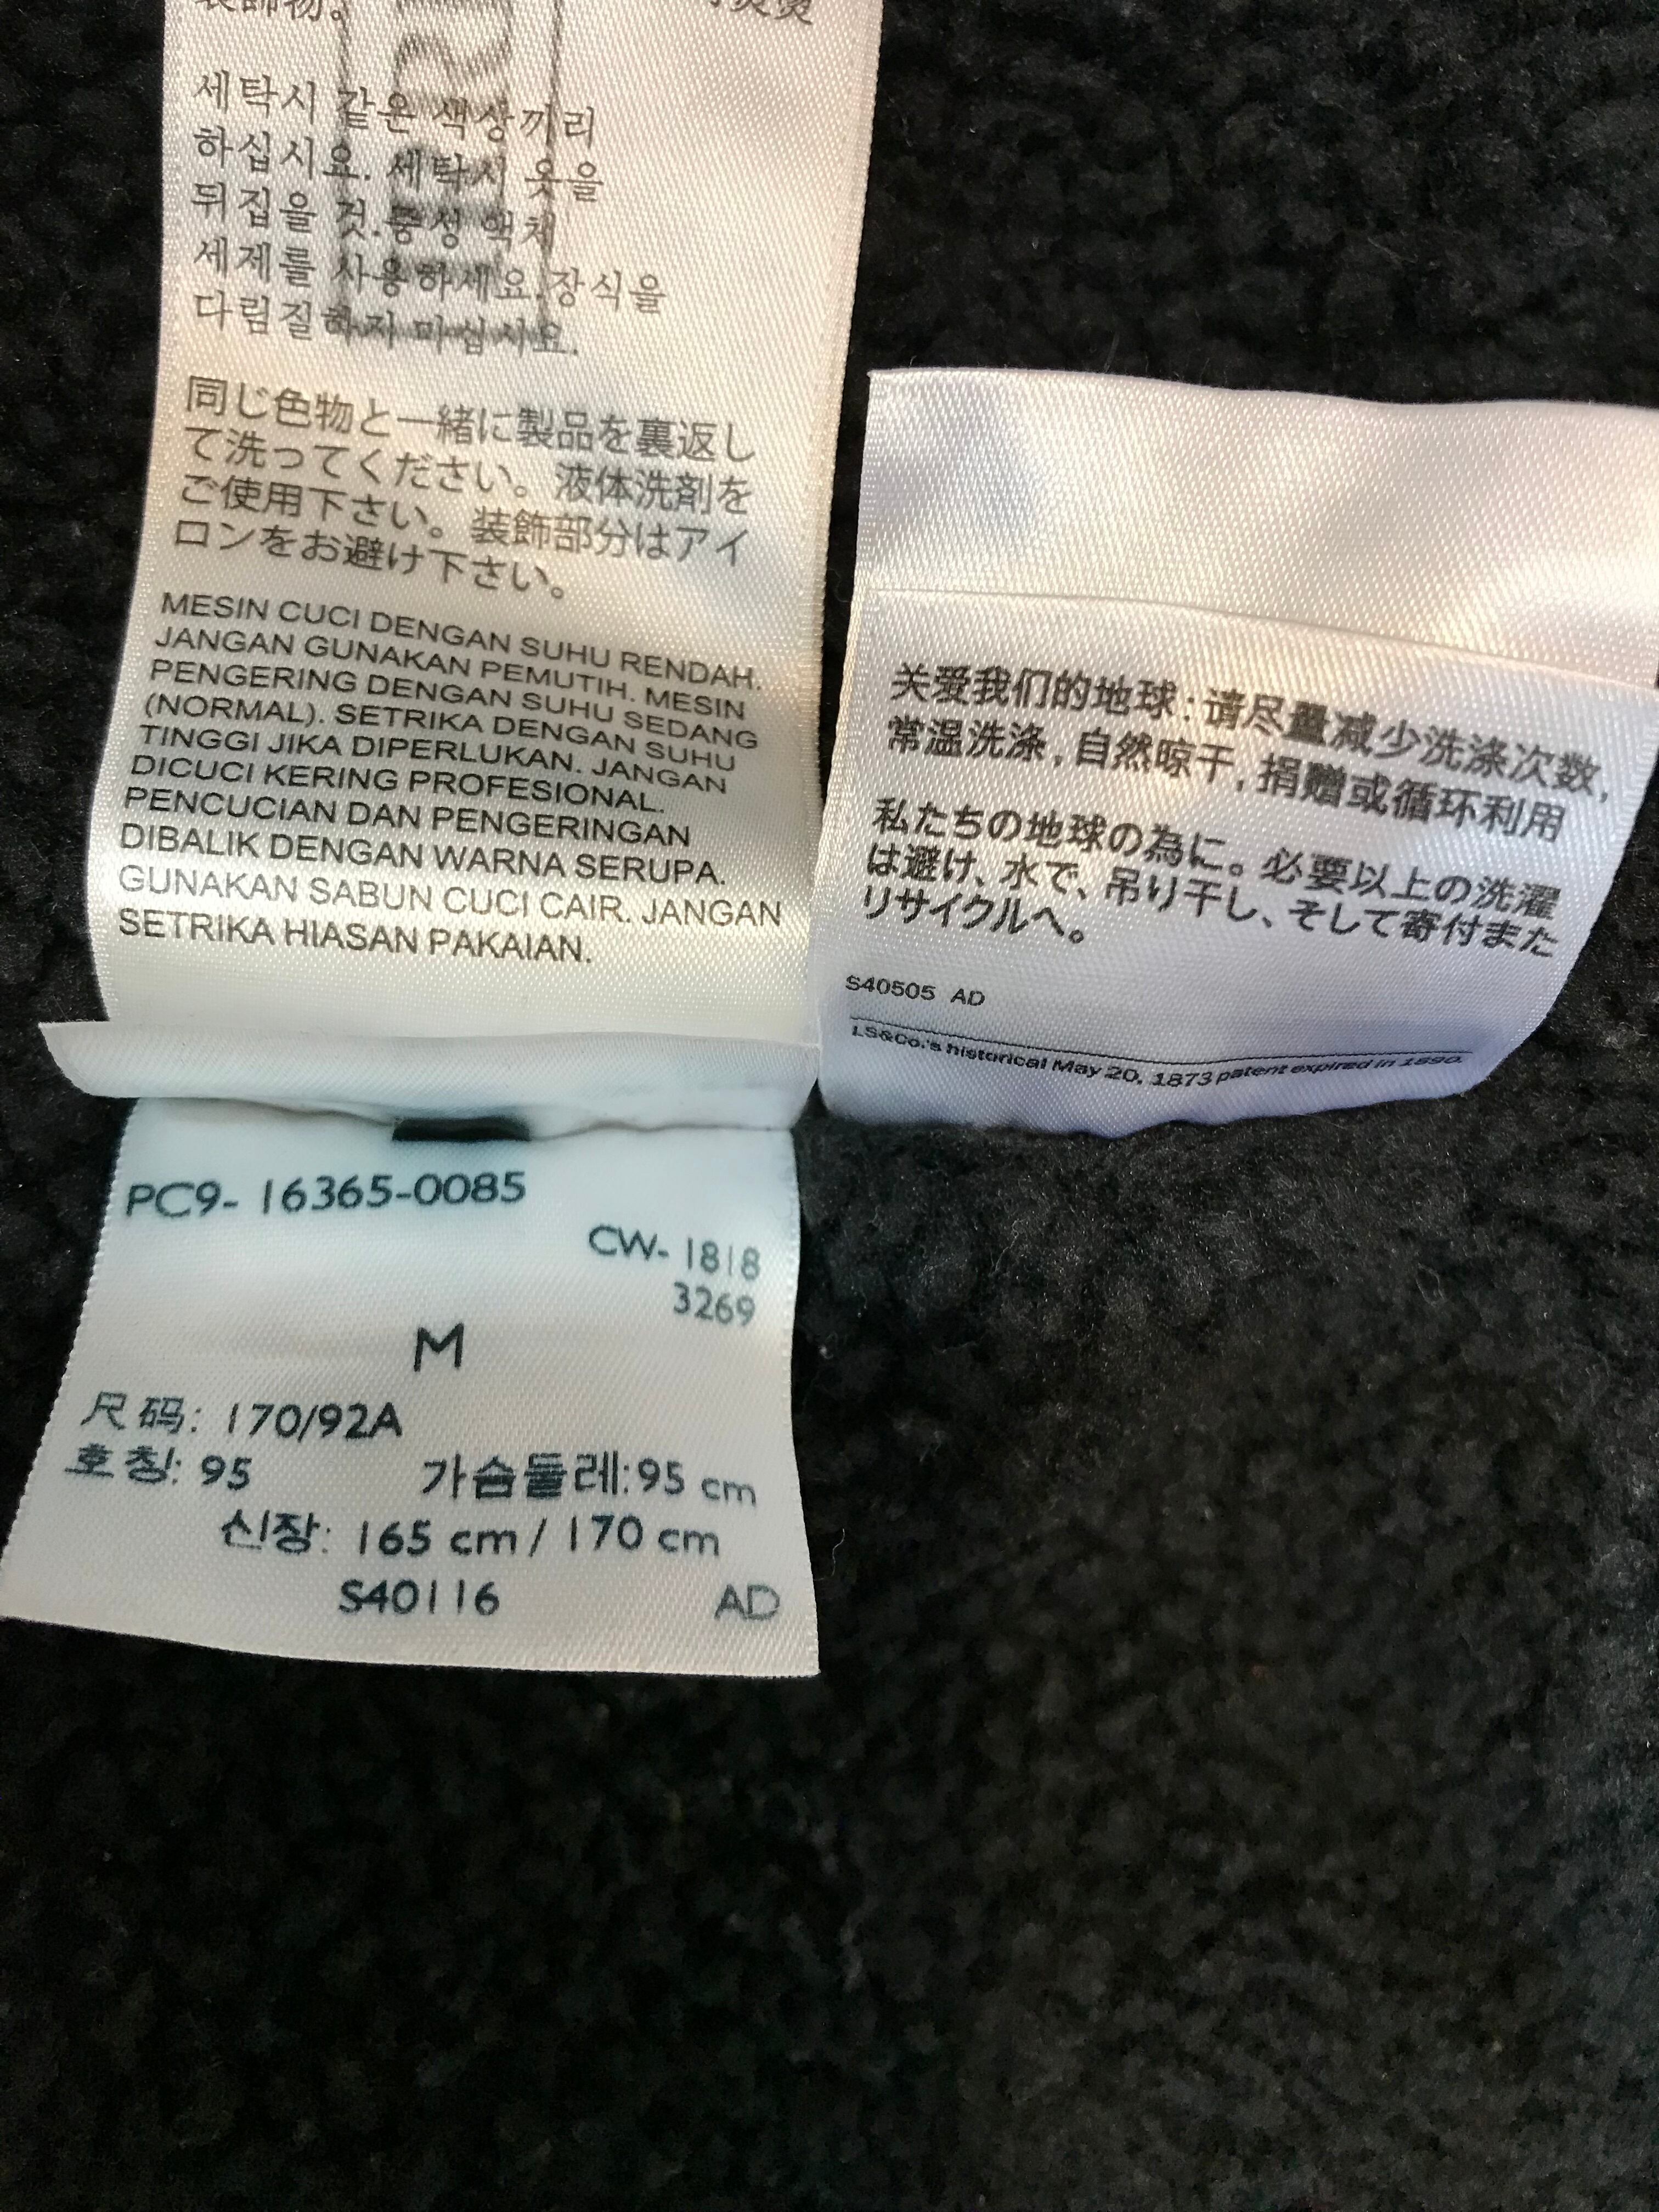 装飾物。
세탁시 같은 색상끼리
하십시요. 세탁시 옷을
뒤집을 것.중성 액체
세제를 사용하세요.장식을
다림질하지 마십시요.
同じ色物と一緒に製品を裏返し
て洗ってください。液体洗剤を
ご使用下さい。装飾部分はアイ
ロンをお避け下さい。
MESIN CUCI DENGAN SUHU RENDAH.
JANGAN GUNAKAN PEMUTIH. MESIN
PENGERING DENGAN SUHU SEDANG
(NORMAL). SETRIKA DENGAN SUHU
TINGGI JIKA DIPERLUKAN. JANGAN
DICUCI KERING PROFESIONAL.
PENCUCIAN DAN PENGERINGAN
DIBALIK DENGAN WARNA SERUPA.
GUNAKAN SABUN CUCI CAIR. JANGAN
SETRIKA HIASAN PAKAIAN.
关爱我们的地球:请尽量减少洗涤次数,
常温洗涤,自然晾干,捐赠或循环利用
私たちの地球の為に。必要以上の洗濯
は避け、水で、吊り干し、そして寄付また
リサイクルへ。
S40505 AD
LS&Co.'s historical May 20, 1873 patent expired in 1890.
PC9-16365-0085
CW-1818
3269
M
尺码: 170/92A
호칭: 95 가슴둘레:95 cm
신장: 165 cm / 170 cm
S40116 AD